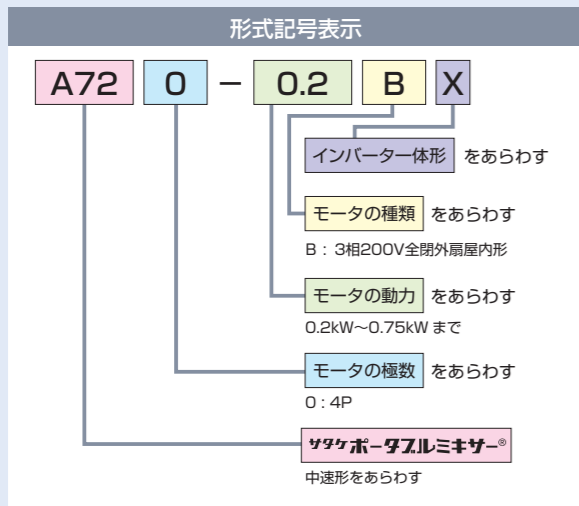 形式記号表示
A72 0 − 0.2 B X
インバーター体形 をあらわす
モータの種類 をあらわす
B : 3相200V全閉外扇屋内形
モータの動力 をあらわす
0.2kW～0.75kW まで
モータの極数 をあらわす
0 : 4P
サタケポータブルミキサー®
中速形をあらわす